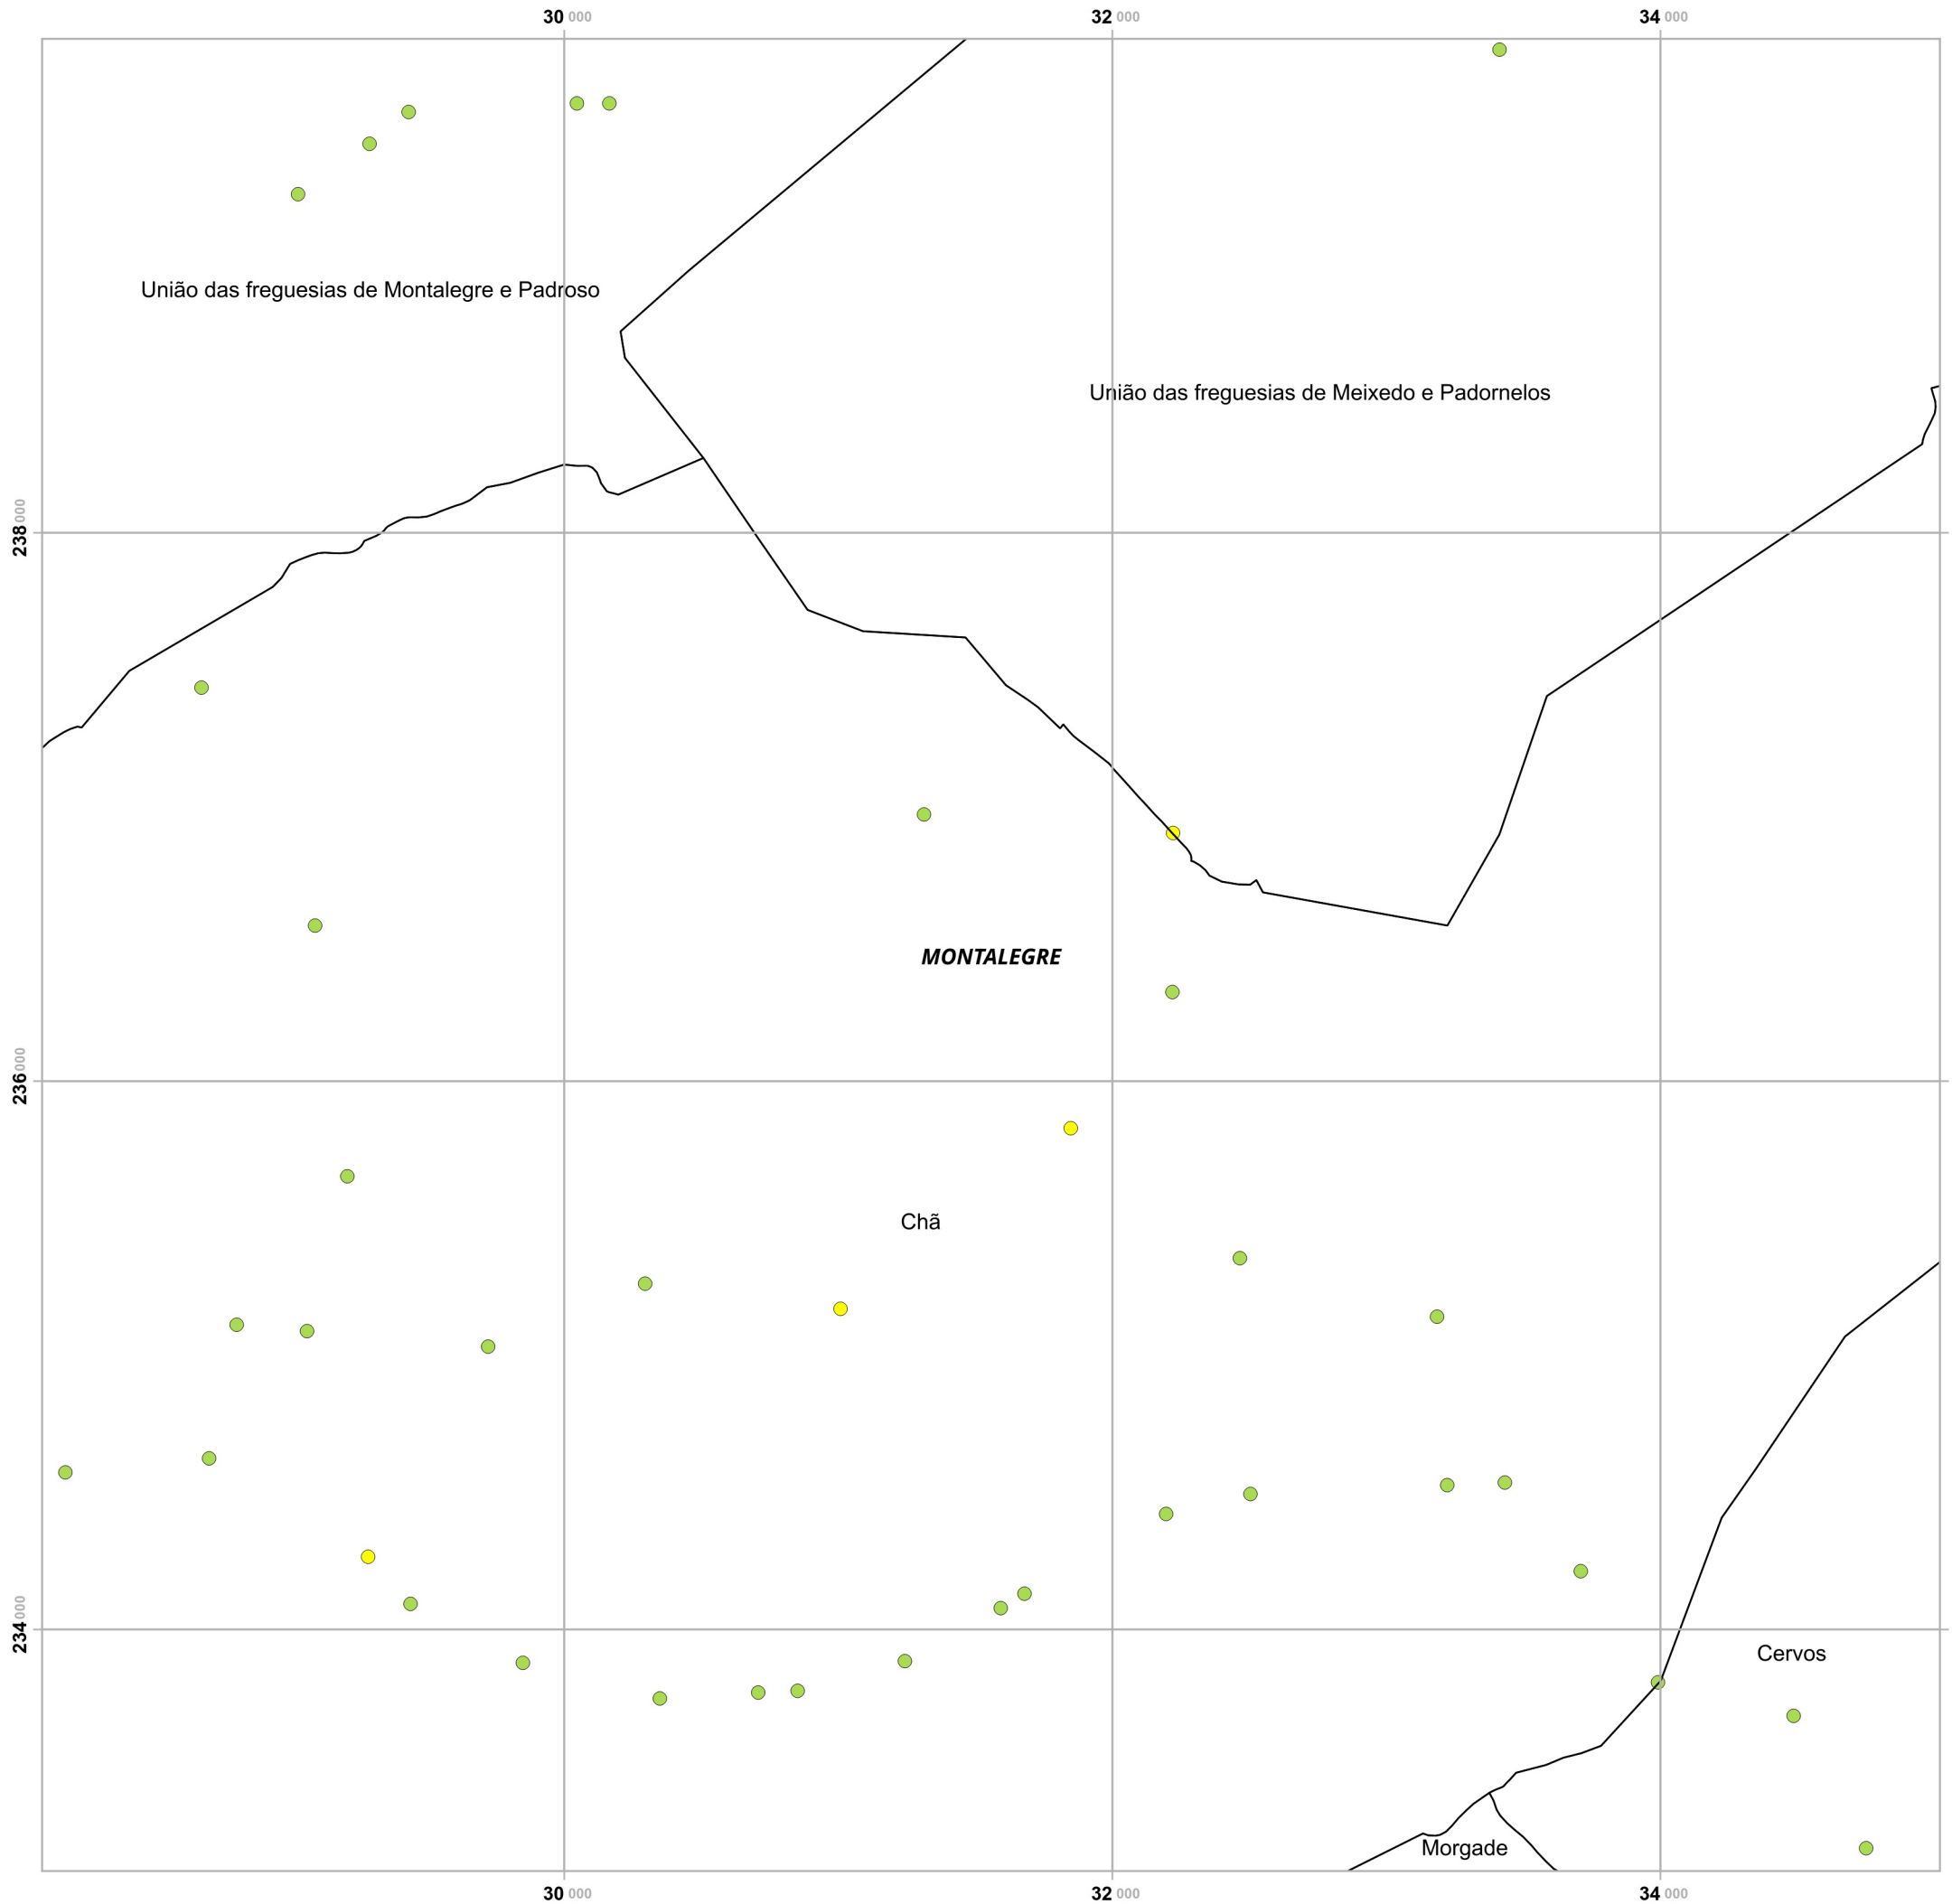 30 000
32 000
34 000
União das freguesias de Montalegre e Padroso
União das freguesias de Meixedo e Padornelos
238 000
MONTALEGRE
236 000
Chã
234 000
Cervos
Morgade
30 000
32 000
34 000